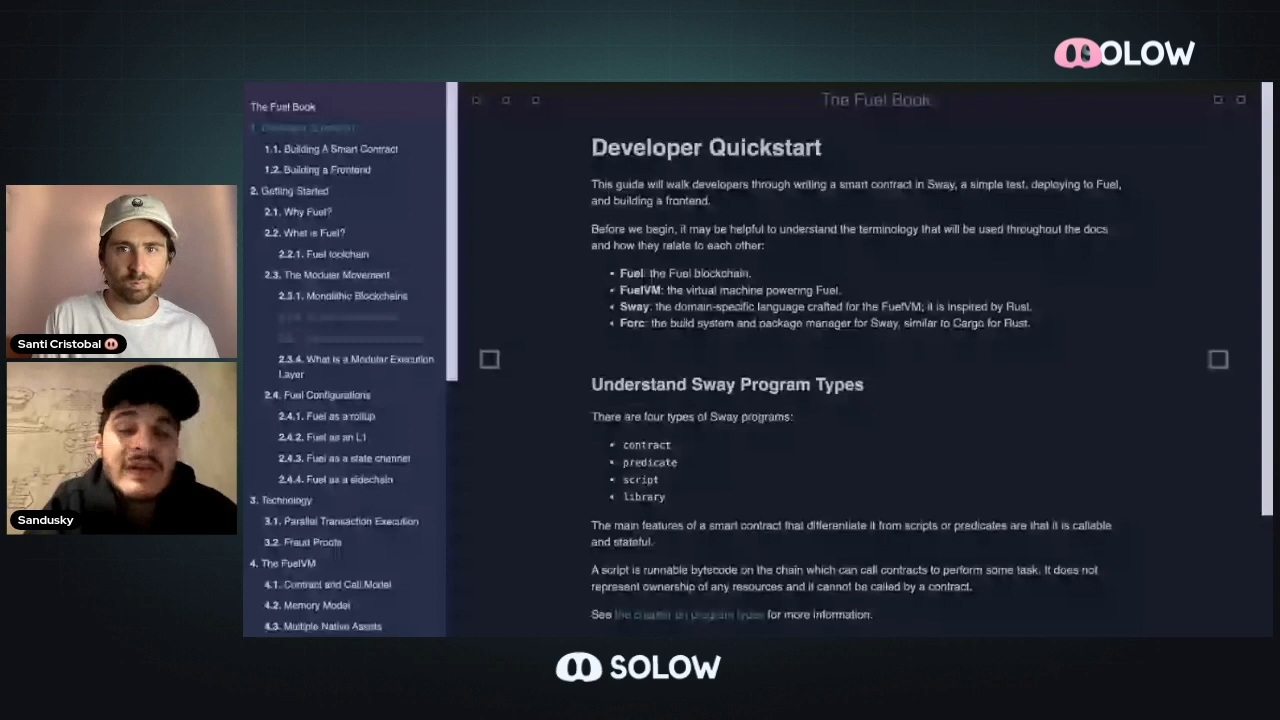 SOLOW
The Fuel Book
1.1. Building A Smart Contract
1.2. Building a Frontend
2. Getting Started
2.1. Why Fuel?
2.2. What is Fuel?
2.2.1. Fuel toolchain
2.3. The Modular Movement
2.3.1. Monolithic Blockchains
2.3.4. What is a Modular Execution
Layer
2.4. Fuel Configurations
2.4.1. Fuel as a rollup
2.4.2. Fuel as an L1
2.4.3. Fuel as a state channel
2.4.4. Fuel as a sidechain
3. Technology
3.1. Parallel Transaction Execution
3.2. Fraud Proofs
4. The FuelVM
4.1. Contract and Call Model
4.2. Memory Model
4.3. Multiple Native Assets
The Fuel Book
Developer Quickstart
This guide will walk developers through writing a smart contract in Sway, a simple test, deploying to Fuel,
and building a frontend.
Before we begin, it may be helpful to understand the terminology that will be used throughout the docs
and how they relate to each other:
• Fuel: the Fuel blockchain.
• FuelVM: the virtual machine powering Fuel.
• Sway: the domain-specific language crafted for the FuelVM; it is inspired by Rust.
• Forc: the build system and package manager for Sway, similar to Cargo for Rust.
Understand Sway Program Types
There are four types of Sway programs:
• contract
• predicate
• script
• library
The main features of a smart contract that differentiate it from scripts or predicates are that it is callable
and stateful.
A script is runnable bytecode on the chain which can call contracts to perform some task. It does not
represent ownership of any resources and it cannot be called by a contract.
See the chapter on program types for more information.
Santi Cristobal
Sandusky
SOLOW